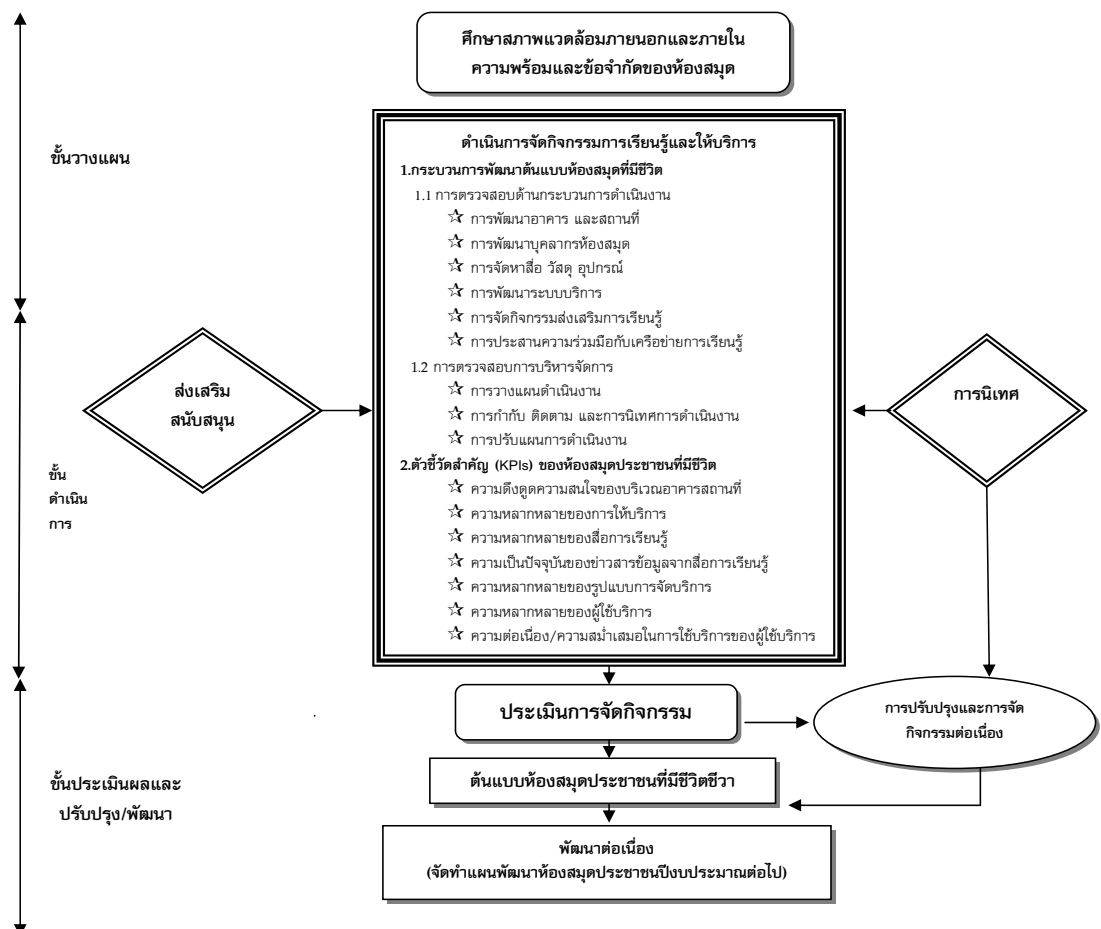 ศึกษาสภาพแวดล้อมภายนอกและภายใน
ความพร้อมและข้อจำกัดของห้องสมุด
ขั้นวางแผน
ดำเนินการจัดกิจกรรมการเรียนรู้และให้บริการ
1.กระบวนการพัฒนาต้นแบบห้องสมุดที่มีชีวิต
1.1 การตรวจสอบด้านกระบวนการดำเนินงาน
☆ การพัฒนาอาคาร และสถานที่
☆ การพัฒนาบุคลากรห้องสมุด
☆ การจัดหาสื่อ วัสดุ อุปกรณ์
☆ การพัฒนาระบบบริการ
☆ การจัดกิจกรรมส่งเสริมการเรียนรู้
☆ การประสานความร่วมมือกับเครือข่ายการเรียนรู้
1.2 การตรวจสอบการบริหารจัดการ
☆ การวางแผนดำเนินงาน
☆ การกำกับ ติดตาม และการนิเทศการดำเนินงาน
☆ การปรับแผนการดำเนินงาน
2.ตัวชี้วัดสำคัญ (KPIs) ของห้องสมุดประชาชนที่มีชีวิต
☆ ความดึงดูดความสนใจของบริเวณอาคารสถานที่
☆ ความหลากหลายของการให้บริการ
☆ ความหลากหลายของสื่อการเรียนรู้
☆ ความเป็นปัจจุบันของข่าวสารข้อมูลจากสื่อการเรียนรู้
☆ ความหลากหลายของรูปแบบการจัดบริการ
☆ ความหลากหลายของผู้ใช้บริการ
☆ ความต่อเนื่อง/ความสม่ำเสมอในการใช้บริการของผู้ใช้บริการ
ส่งเสริม
สนับสนุน
การนิเทศ
ขั้น
ดำเนิน
การ
ประเมินการจัดกิจกรรม
การปรับปรุงและการจัด
กิจกรรมต่อเนื่อง
ขั้นประเมินผลและ
ปรับปรุง/พัฒนา
ต้นแบบห้องสมุดประชาชนที่มีชีวิตชีวา
พัฒนาต่อเนื่อง
(จัดทำแผนพัฒนาห้องสมุดประชาชนปีงบประมาณต่อไป)